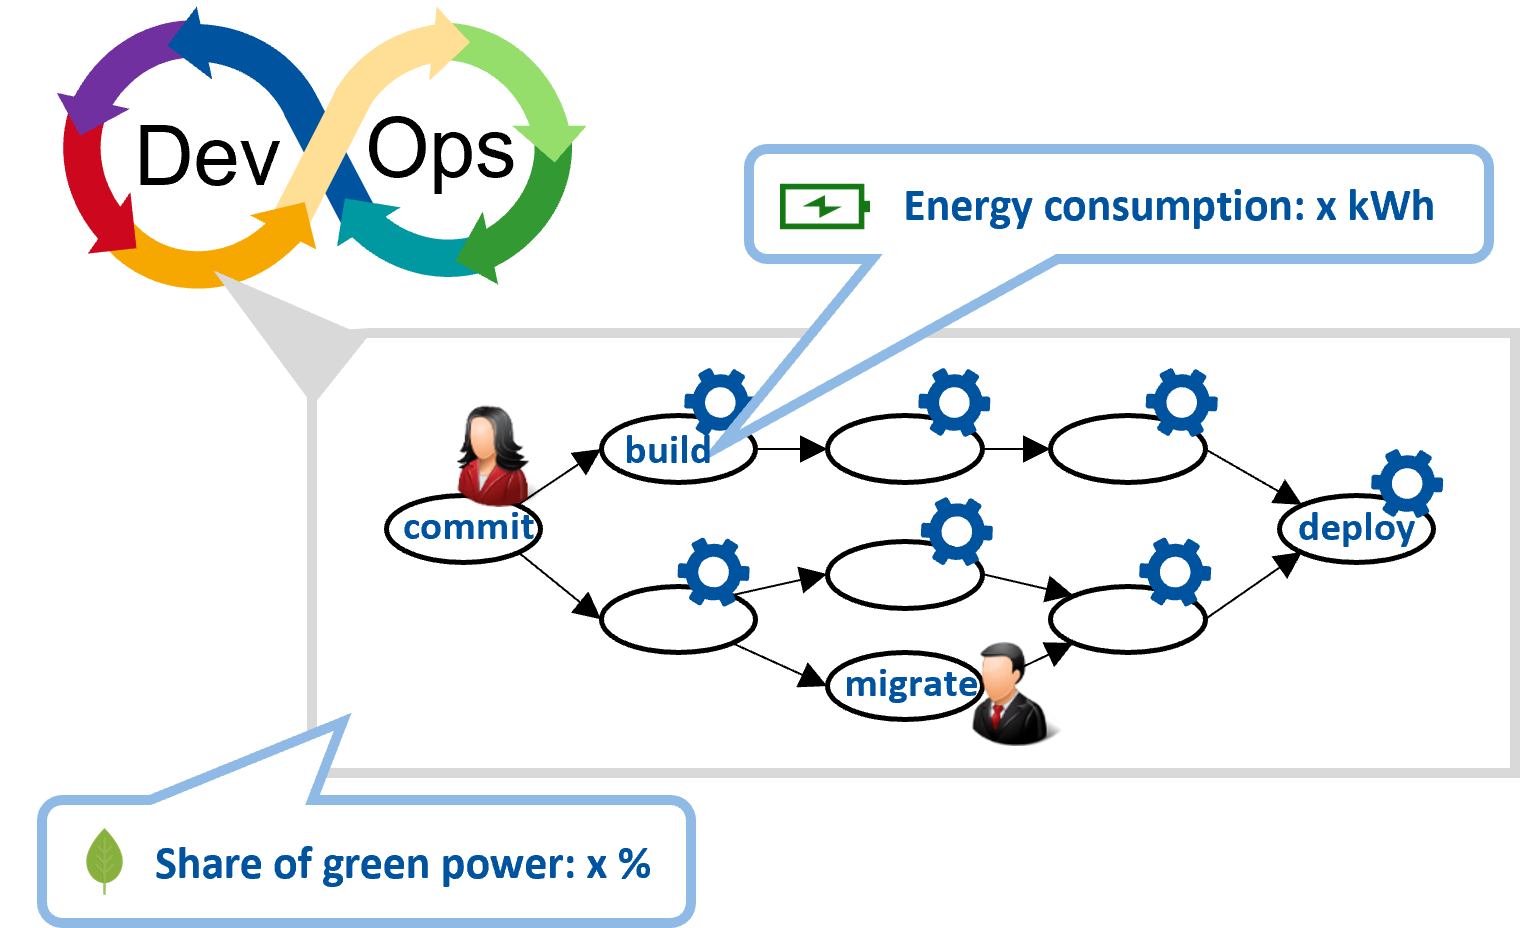 Dev Ops
Energy consumption: x kWh
build
commit
deploy
migrate
Share of green power: x %